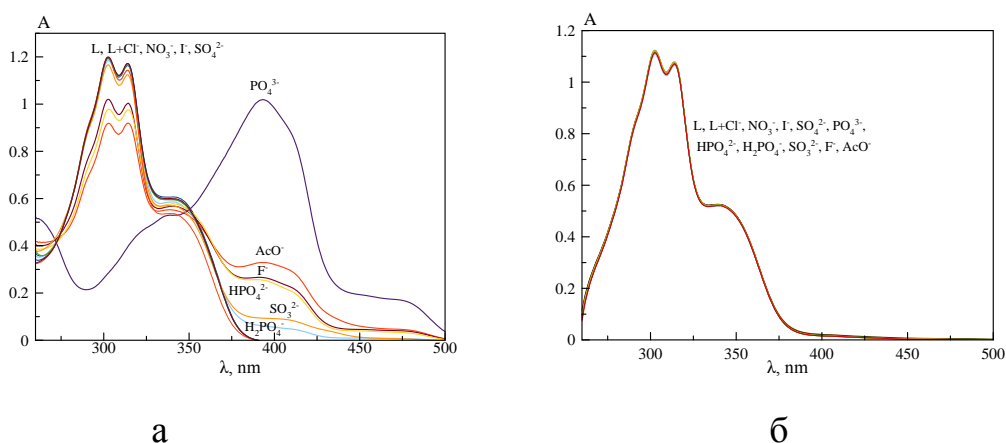 A
L, L+Cl⁻, NO₃⁻, I⁻, SO₄²⁻
PO₄³⁻
AcO⁻
F⁻
HPO₄²⁻
SO₃²⁻
H₂PO₄⁻
1.2
1
0.8
0.6
0.4
0.2
0
300 350 400 450 500
λ, nm
а
A
L, L+Cl⁻, NO₃⁻, I⁻, SO₄²⁻, PO₄³⁻,
HPO₄²⁻, H₂PO₄⁻, SO₃²⁻, F⁻, AcO⁻
1.2
1
0.8
0.6
0.4
0.2
0
300 350 400 450 500
λ, nm
б